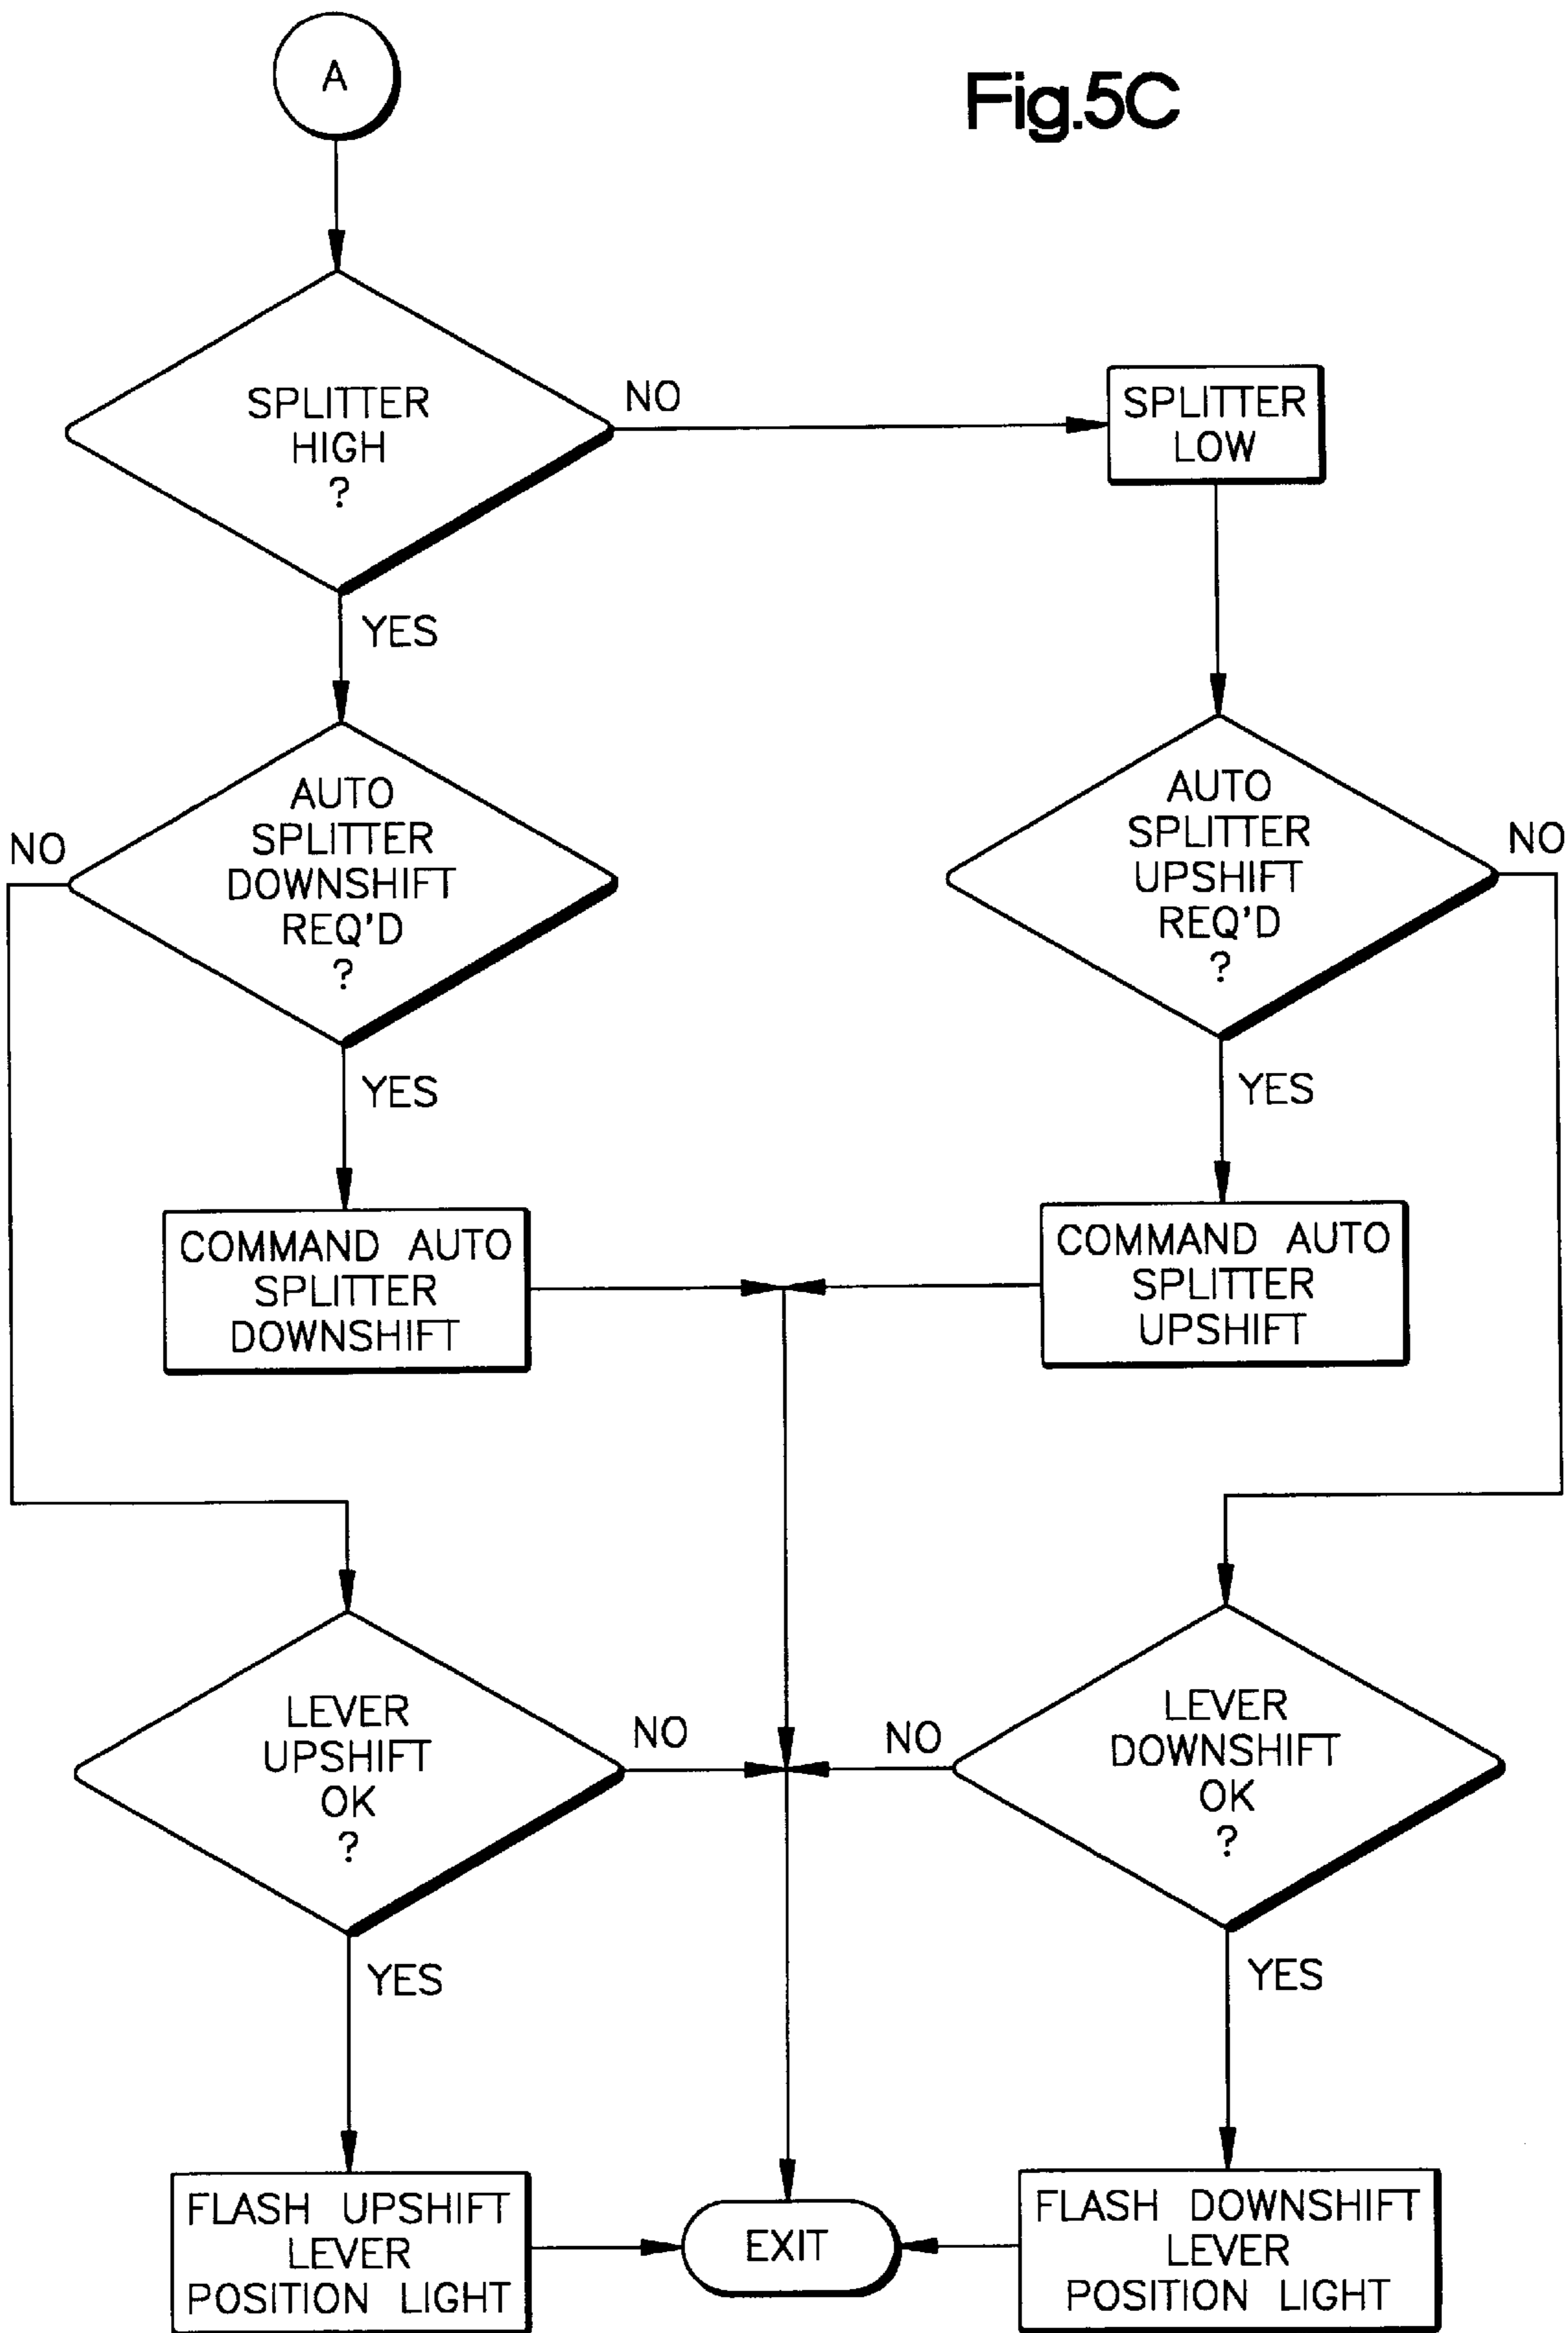 A
Fig.5C
SPLITTER
HIGH
?
NO
SPLITTER
LOW
YES
AUTO
SPLITTER
DOWNSHIFT
REQ'D
?
NO
AUTO
SPLITTER
UPSHIFT
REQ'D
?
NO
YES
YES
COMMAND AUTO
SPLITTER
DOWNSHIFT
COMMAND AUTO
SPLITTER
UPSHIFT
LEVER
UPSHIFT
OK
?
NO
NO
LEVER
DOWNSHIFT
OK
?
YES
YES
FLASH UPSHIFT
LEVER
POSITION LIGHT
EXIT
FLASH DOWNSHIFT
LEVER
POSITION LIGHT